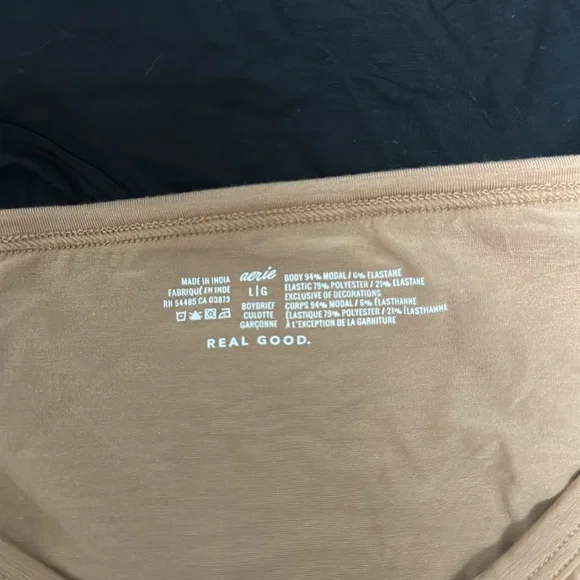 MADE IN INDIA
FABRIQUÉ EN INDE
RN 54485 CA 03873
aerie
L | G
BOYBRIEF
CULOTTE
GARÇONNE
BODY 94% MODAL / 6% ELASTANE
ELASTIC 79% POLYESTER / 21% ELASTANE
EXCLUSIVE OF DECORATIONS
CORPS 94% MODAL / 6% ÉLASTHANNE
ÉLASTIQUE 79% POLYESTER / 21% ÉLASTHANNE
À L'EXCEPTION DE LA GARNITURE
REAL GOOD.